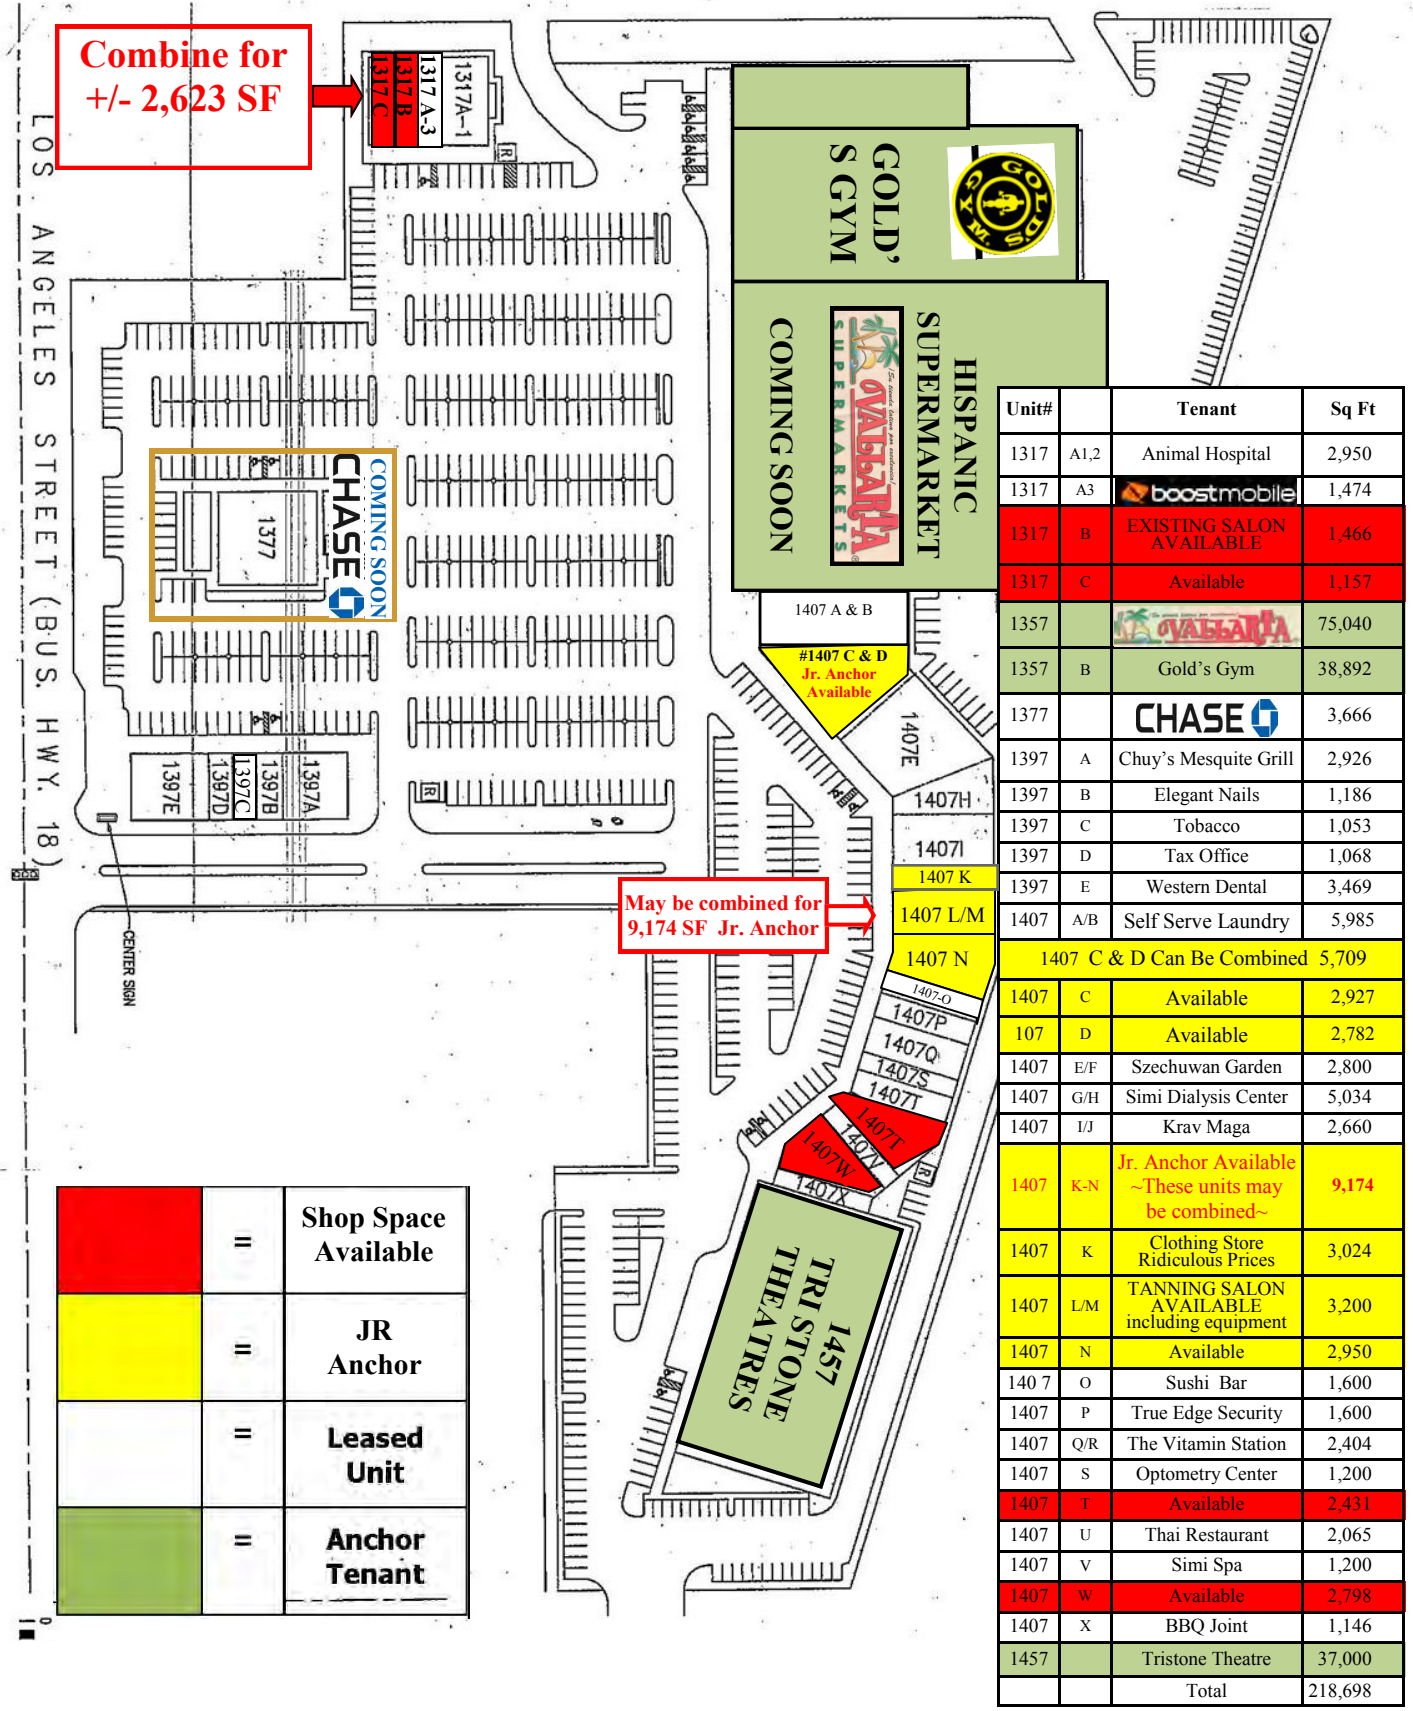 Combine for
+/- 2,623 SF
1317 C
1317 B
1317 A-3
1317A-1
R
LOS ANGELES STREET (BUS. HWY. 18)
GOLD'
S GYM
GOLD'S GYM.
HISPANIC
SUPERMARKET
VALLARTA
SUPERMARKETS
COMING SOON
COMING SOON
CHASE
1377
1407 A & B
#1407 C & D
Jr. Anchor
Available
1407E
1407H
1407I
1407 K
1407 L/M
1407 N
1407-O
1407P
1407Q
1407S
1407T
1407T
1407V
1407W
1407X
R
May be combined for
9,174 SF Jr. Anchor
1397E
1397D
1397C
1397B
1397A
R
CENTER SIGN
1457
TRI STONE
THEATRES
= Shop Space
Available
= JR
Anchor
= Leased
Unit
= Anchor
Tenant
Unit# Tenant Sq Ft
1317 A1,2 Animal Hospital 2,950
1317 A3 boostmobile 1,474
1317 B EXISTING SALON
AVAILABLE 1,466
1317 C Available 1,157
1357 VALLARTA 75,040
1357 B Gold's Gym 38,892
1377 CHASE 3,666
1397 A Chuy's Mesquite Grill 2,926
1397 B Elegant Nails 1,186
1397 C Tobacco 1,053
1397 D Tax Office 1,068
1397 E Western Dental 3,469
1407 A/B Self Serve Laundry 5,985
1407 C & D Can Be Combined 5,709
1407 C Available 2,927
107 D Available 2,782
1407 E/F Szechuwan Garden 2,800
1407 G/H Simi Dialysis Center 5,034
1407 I/J Krav Maga 2,660
1407 K-N Jr. Anchor Available
~These units may
be combined~ 9,174
1407 K Clothing Store
Ridiculous Prices 3,024
1407 L/M TANNING SALON
AVAILABLE
including equipment 3,200
1407 N Available 2,950
140 7 O Sushi Bar 1,600
1407 P True Edge Security 1,600
1407 Q/R The Vitamin Station 2,404
1407 S Optometry Center 1,200
1407 T Available 2,431
1407 U Thai Restaurant 2,065
1407 V Simi Spa 1,200
1407 W Available 2,798
1407 X BBQ Joint 1,146
1457 Tristone Theatre 37,000
Total 218,698